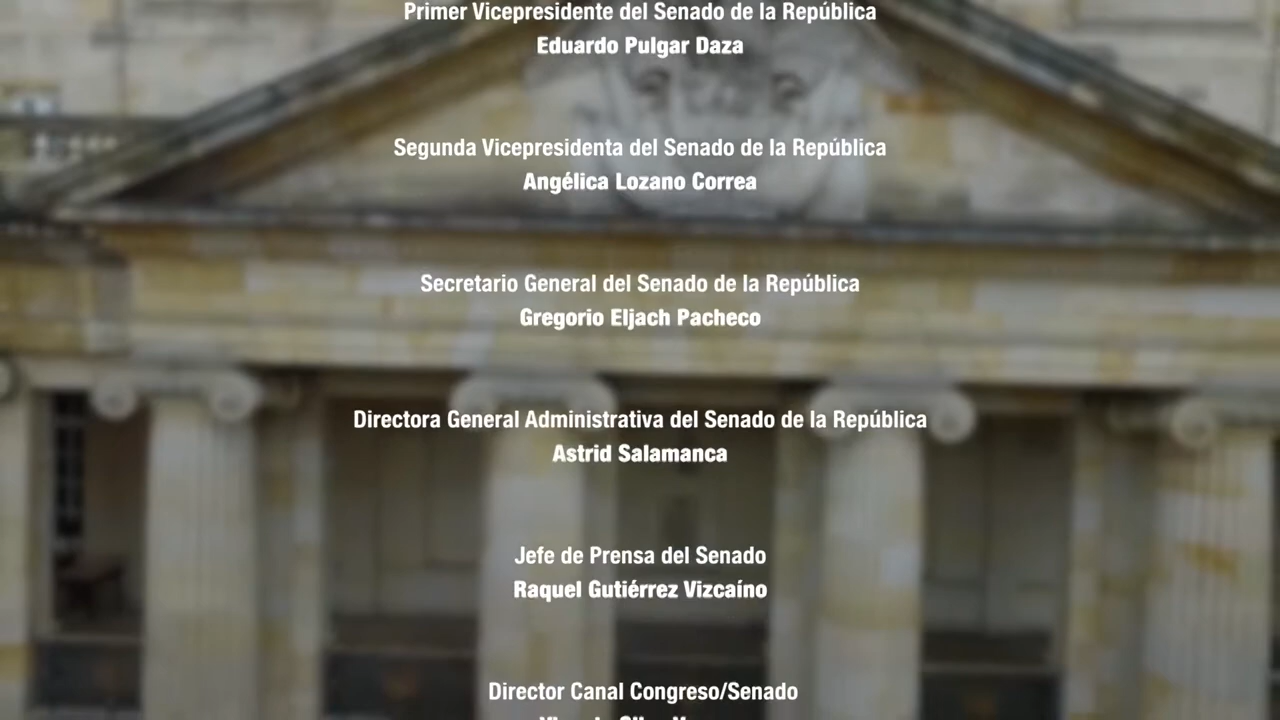 Primer Vicepresidente del Senado de la República
Eduardo Pulgar Daza
Segunda Vicepresidenta del Senado de la República
Angélica Lozano Correa
Secretario General del Senado de la República
Gregorio Eljach Pacheco
Directora General Administrativa del Senado de la República
Astrid Salamanca
Jefe de Prensa del Senado
Raquel Gutiérrez Vizcaíno
Director Canal Congreso/Senado